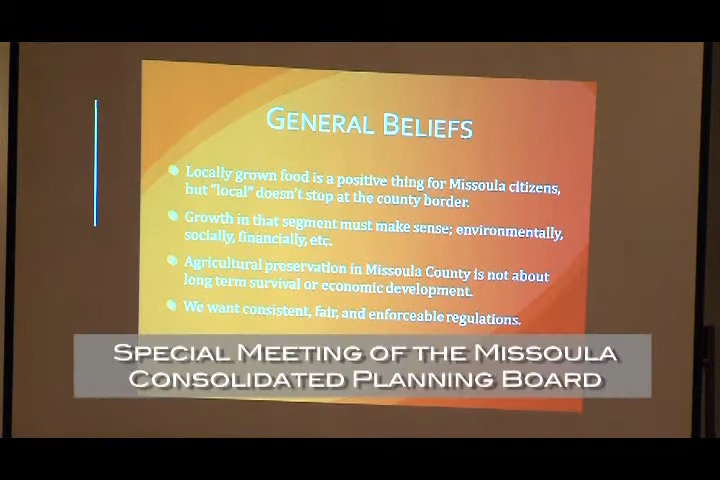 GENERAL BELIEFS
Locally grown food is a positive thing for Missoula citizens,
but "local" doesn't stop at the county border.
Growth in that segment must make sense; environmentally,
socially, financially, etc.
Agricultural preservation in Missoula County is not about
long term survival or economic development.
We want consistent, fair, and enforceable regulations.
SPECIAL MEETING OF THE MISSOULA
CONSOLIDATED PLANNING BOARD